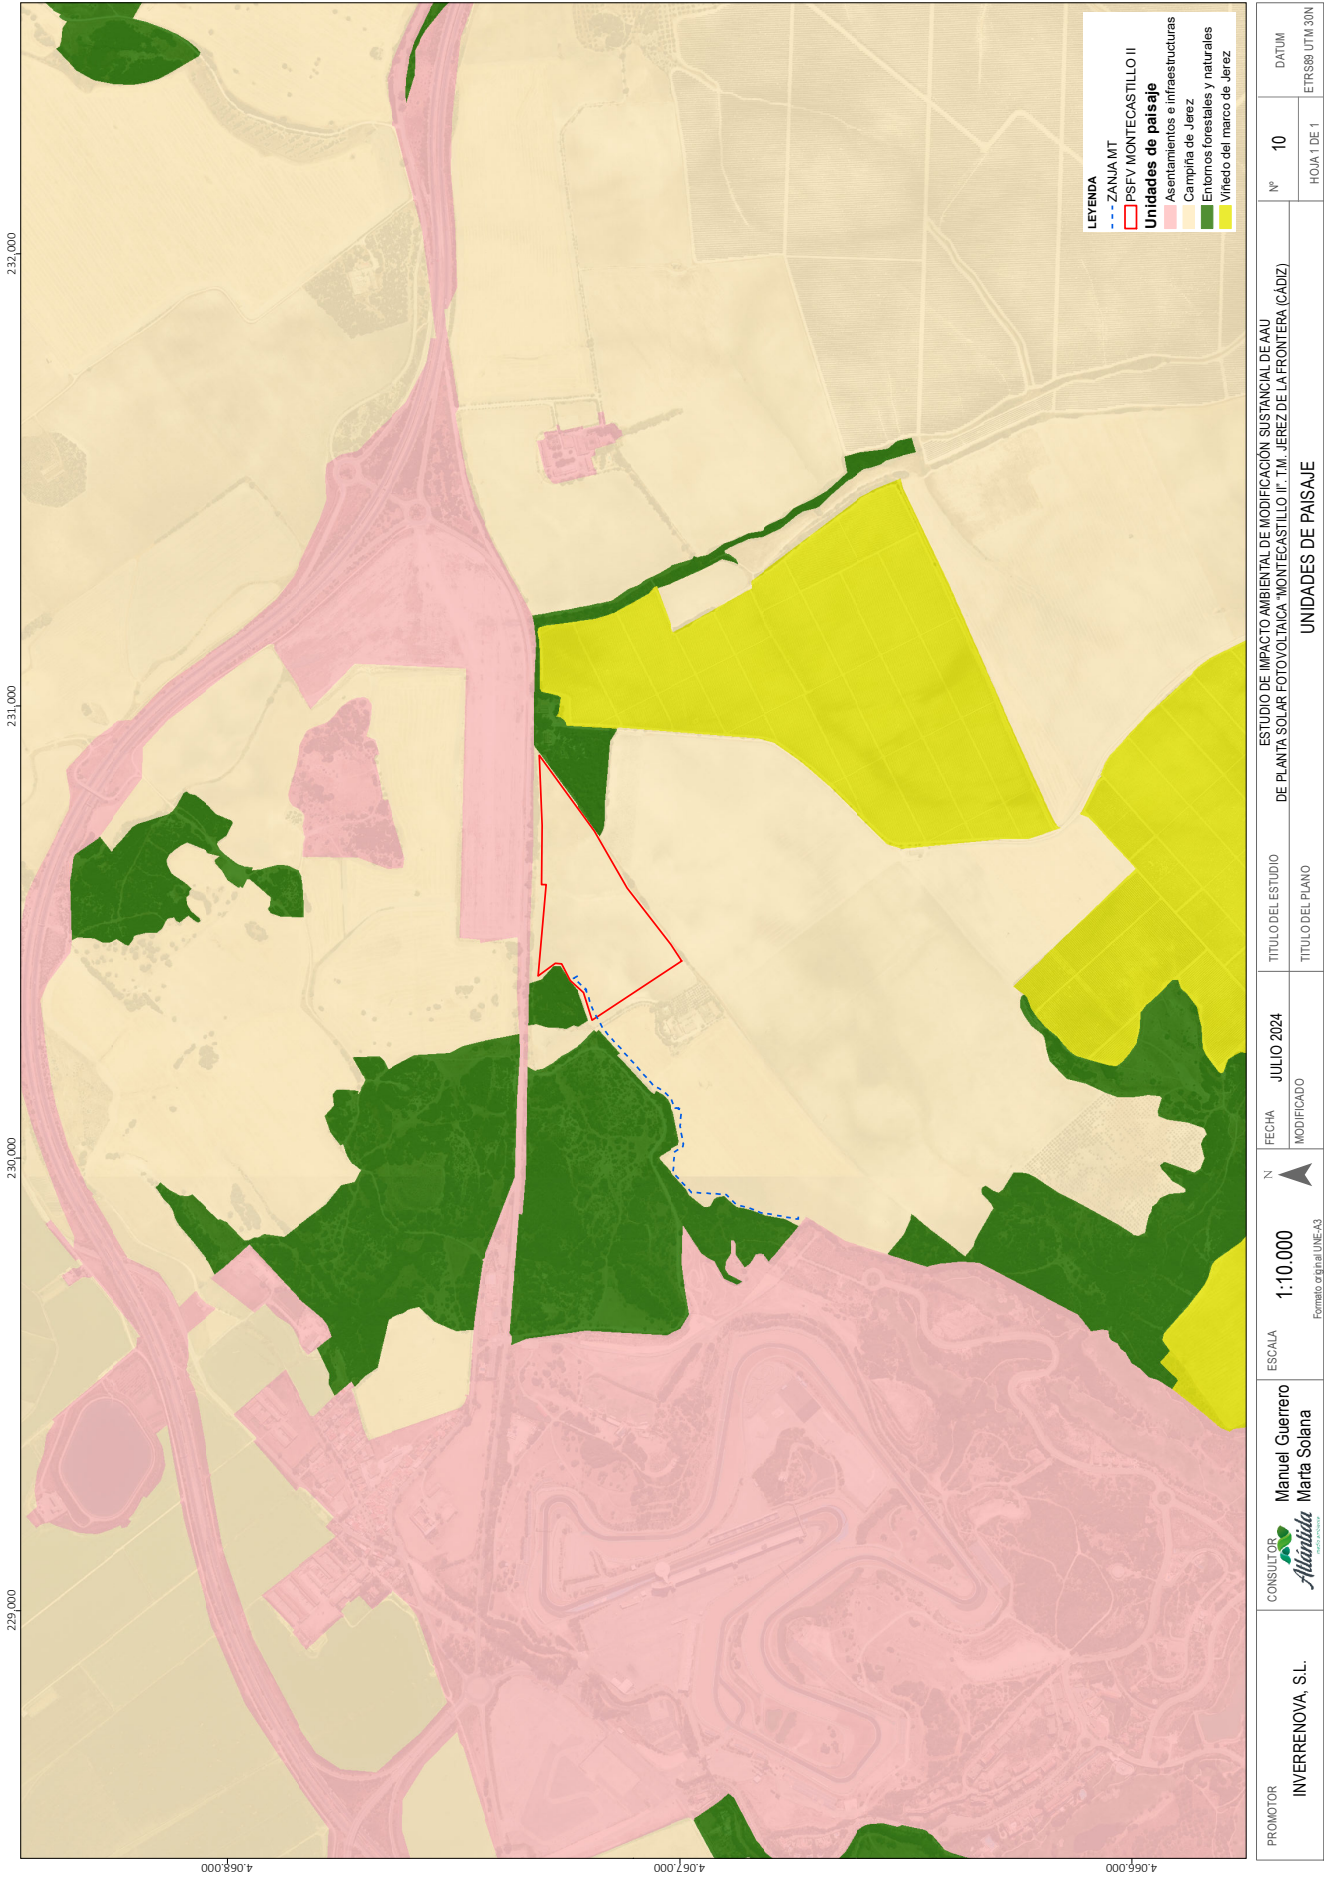 232,000
231,000
230,000
229,000
4.068.000
4.067.000
4.066.000
LEYENDA
ZANJA MT
PSFV MONTECASTILLO II
Unidades de paisaje
Asentamientos e infraestructuras
Campiña de Jerez
Entornos forestales y naturales
Viñedo del marco de Jerez
PROMOTOR
INVERRENOVA, S.L.
CONSULTOR
Atlántida
medio ambiente
Manuel Guerrero
Marta Solana
ESCALA
1:10.000
Formato original UNE-A3
N
FECHA
JULIO 2024
MODIFICADO
TITULO DEL ESTUDIO
ESTUDIO DE IMPACTO AMBIENTAL DE MODIFICACIÓN SUSTANCIAL DE AAU
DE PLANTA SOLAR FOTOVOLTAICA "MONTECASTILLO II". T.M. JEREZ DE LA FRONTERA (CÁDIZ)
TITULO DEL PLANO
UNIDADES DE PAISAJE
Nº
10
HOJA 1 DE 1
DATUM
ETRS89 UTM 30N